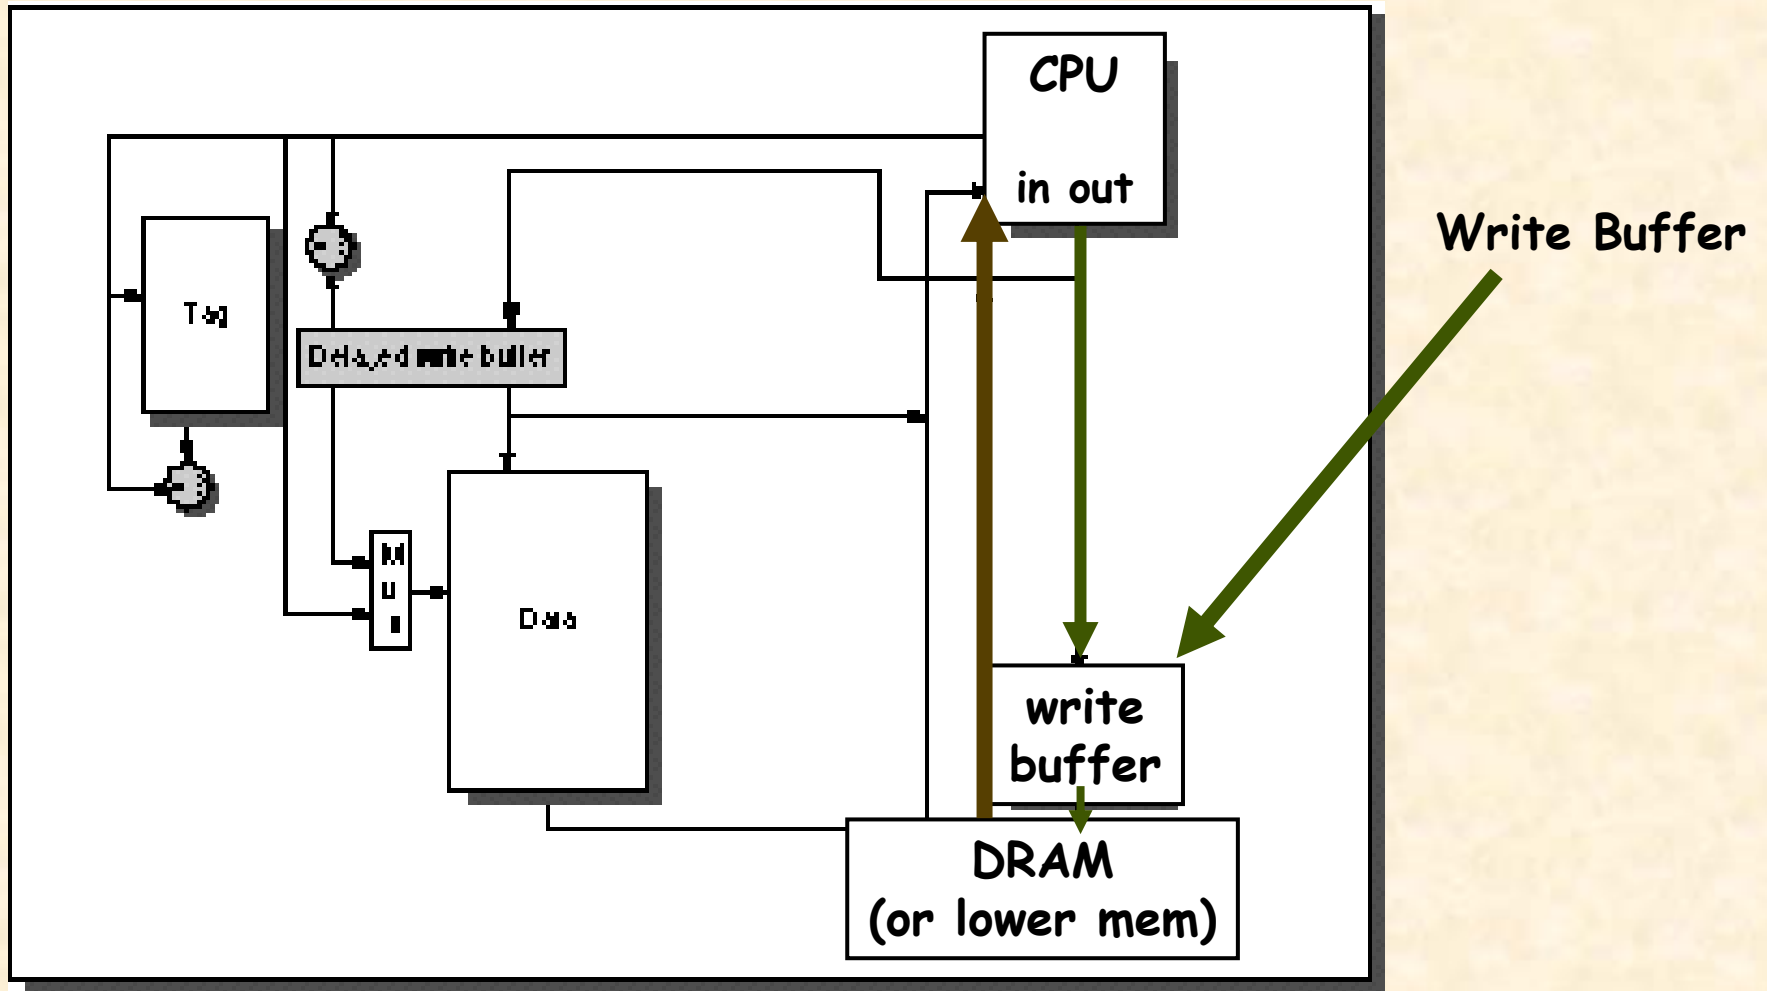 CPU
in out
Write Buffer
Tag
Delayed write buffer
M
u
Data
write
buffer
DRAM
(or lower mem)